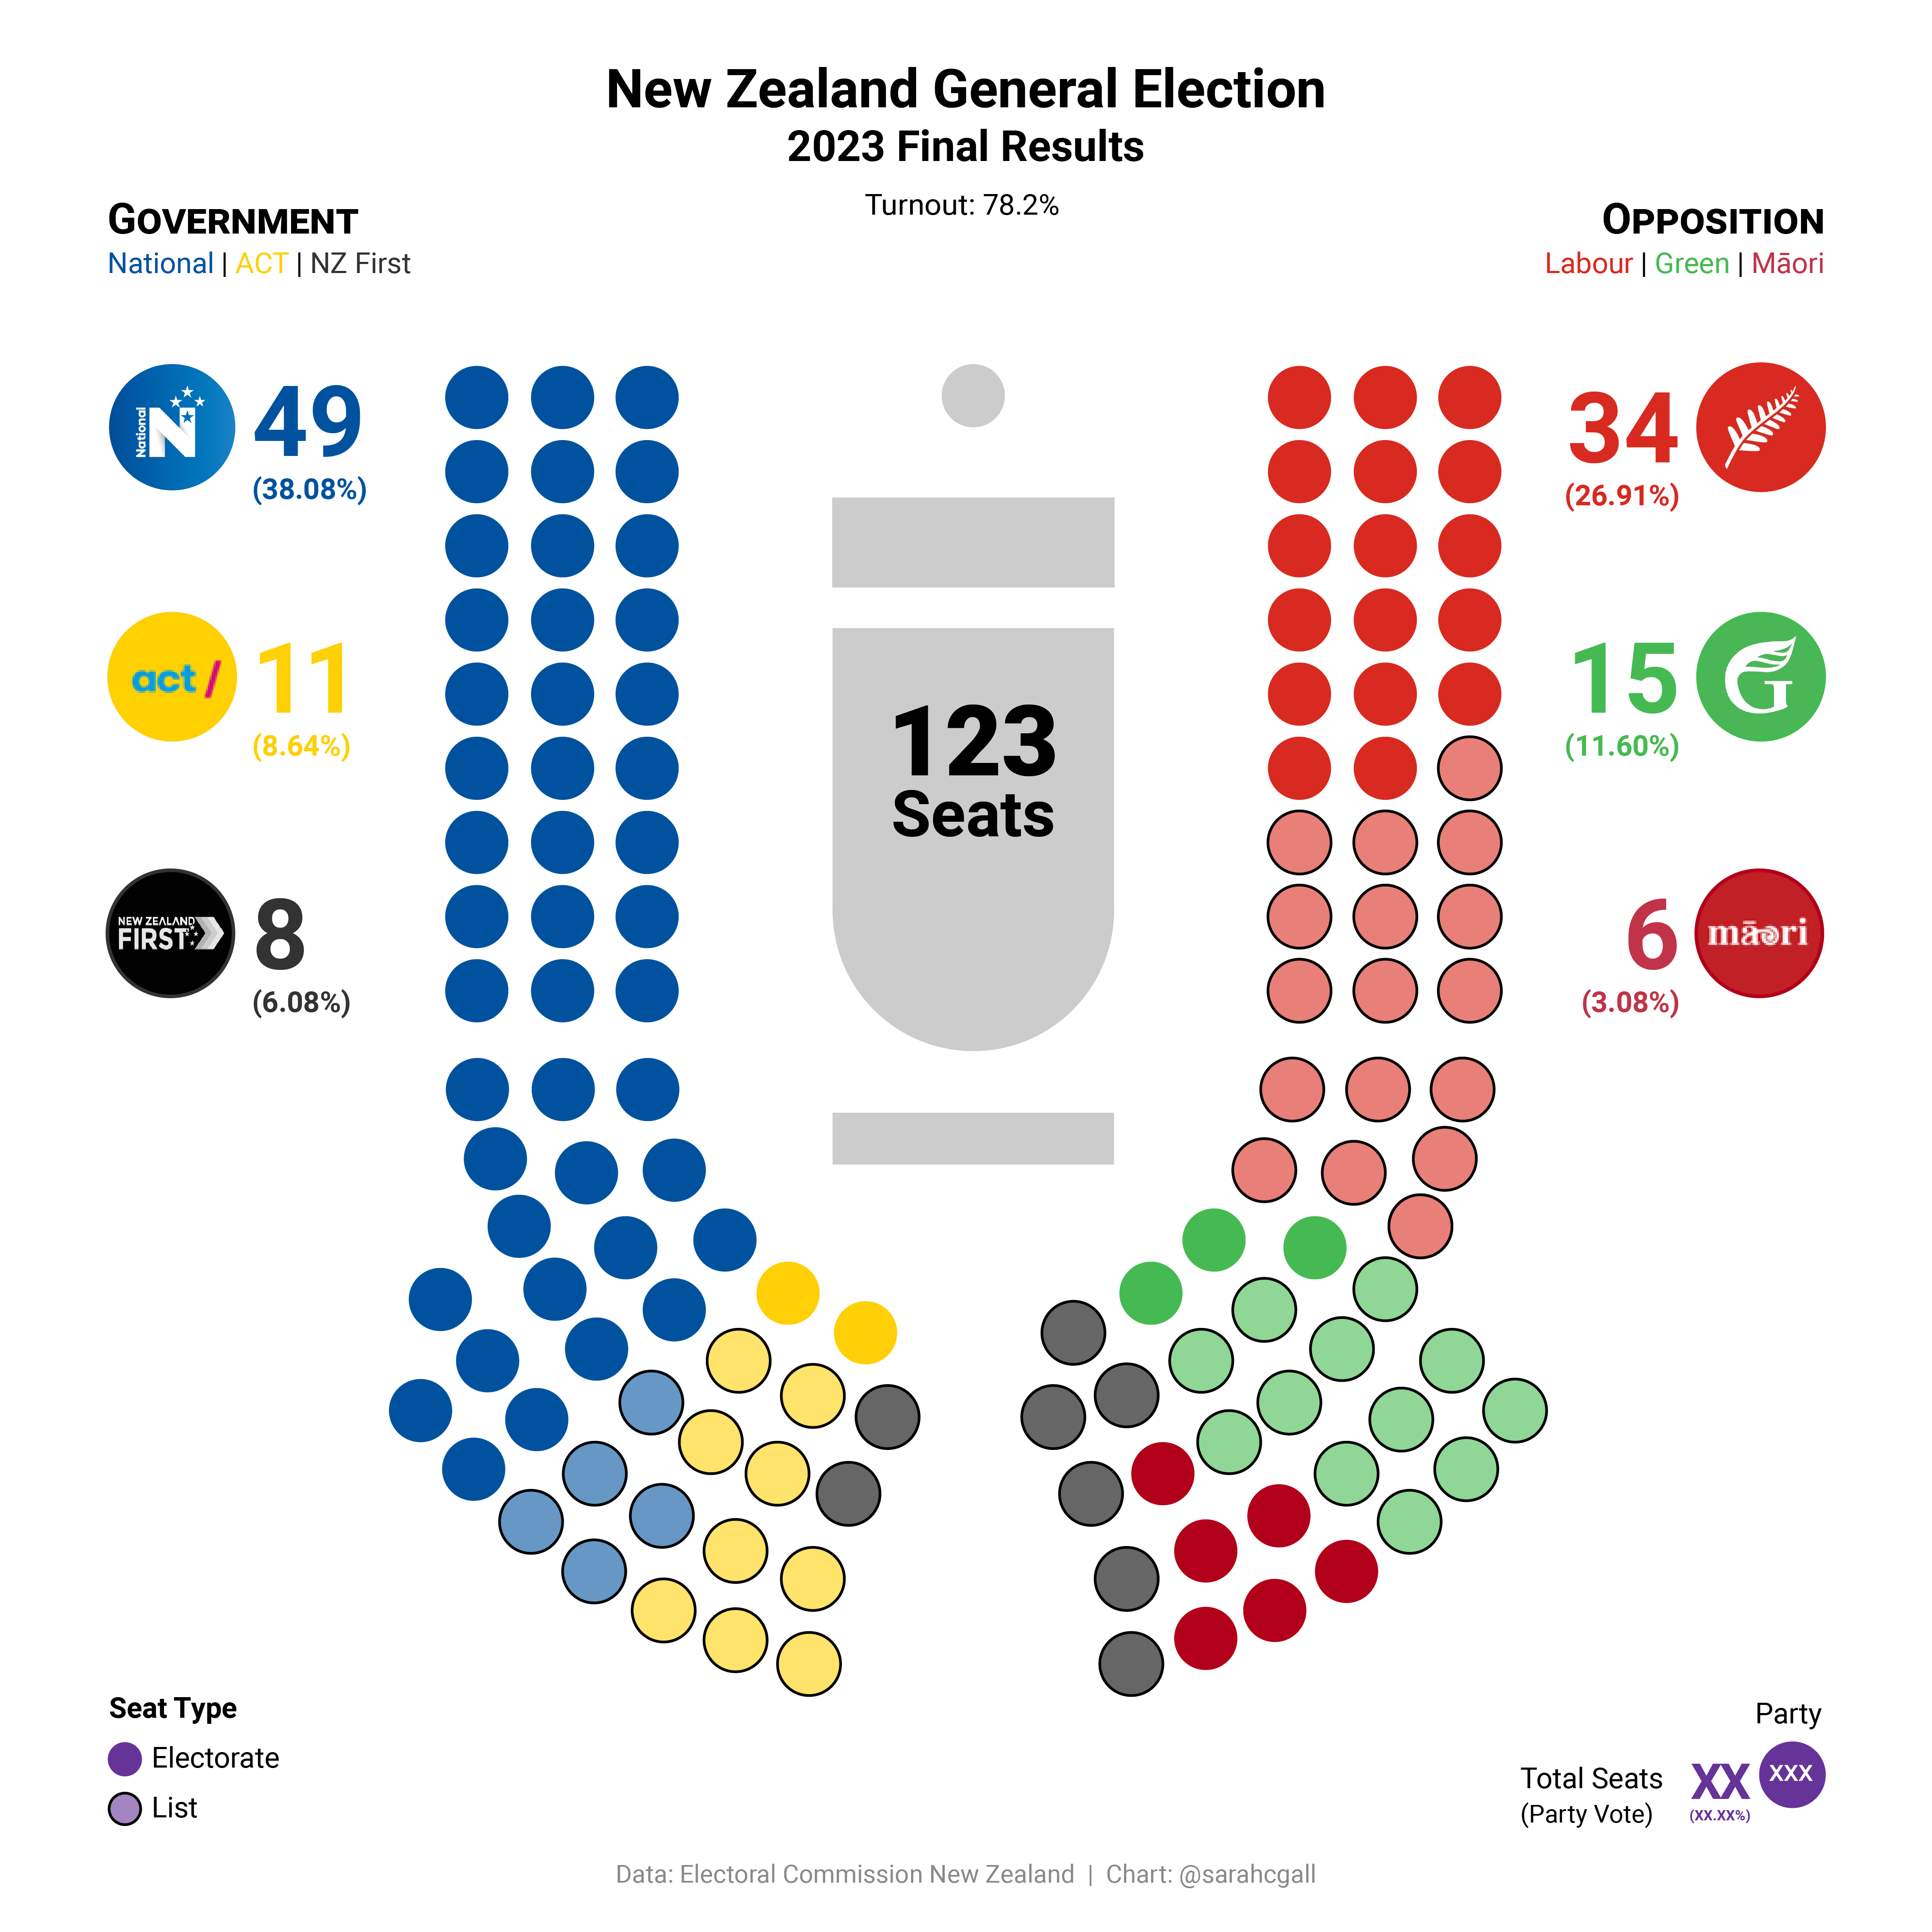 New Zealand General Election
2023 Final Results
Turnout: 78.2%
GOVERNMENT
National | ACT | NZ First
OPPOSITION
Labour | Green | Māori
National N
49
(38.08%)
act/
11
(8.64%)
NEW ZEALAND
FIRST
8
(6.08%)
123
Seats
34
(26.91%)
15
(11.60%)
G
6
(3.08%)
māori
Seat Type
Electorate
List
Party
Total Seats XX XXX
(Party Vote) (XX.XX%)
Data: Electoral Commission New Zealand | Chart: @sarahcgall